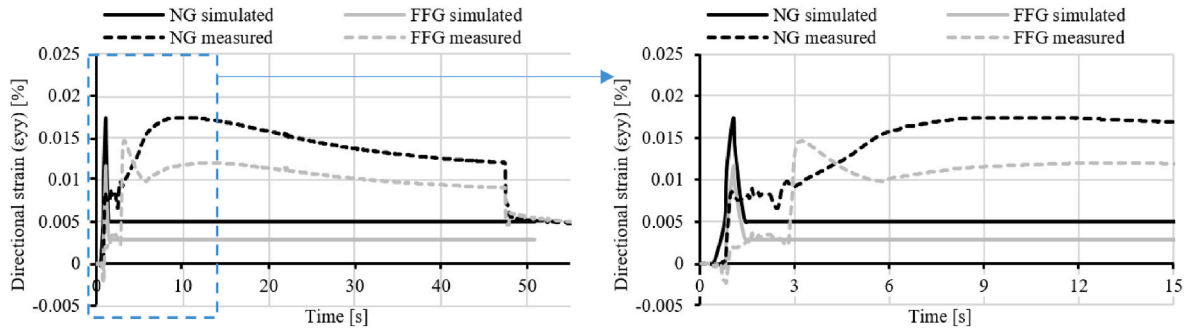 NG simulated FFG simulated
NG measured FFG measured
Directional strain (εyy) [%]
0.025
0.02
0.015
0.01
0.005
0
-0.005
0 10 20 30 40 50
Time [s]
NG simulated FFG simulated
NG measured FFG measured
Directional strain (εyy) [%]
0.025
0.02
0.015
0.01
0.005
0
-0.005
0 3 6 9 12 15
Time [s]